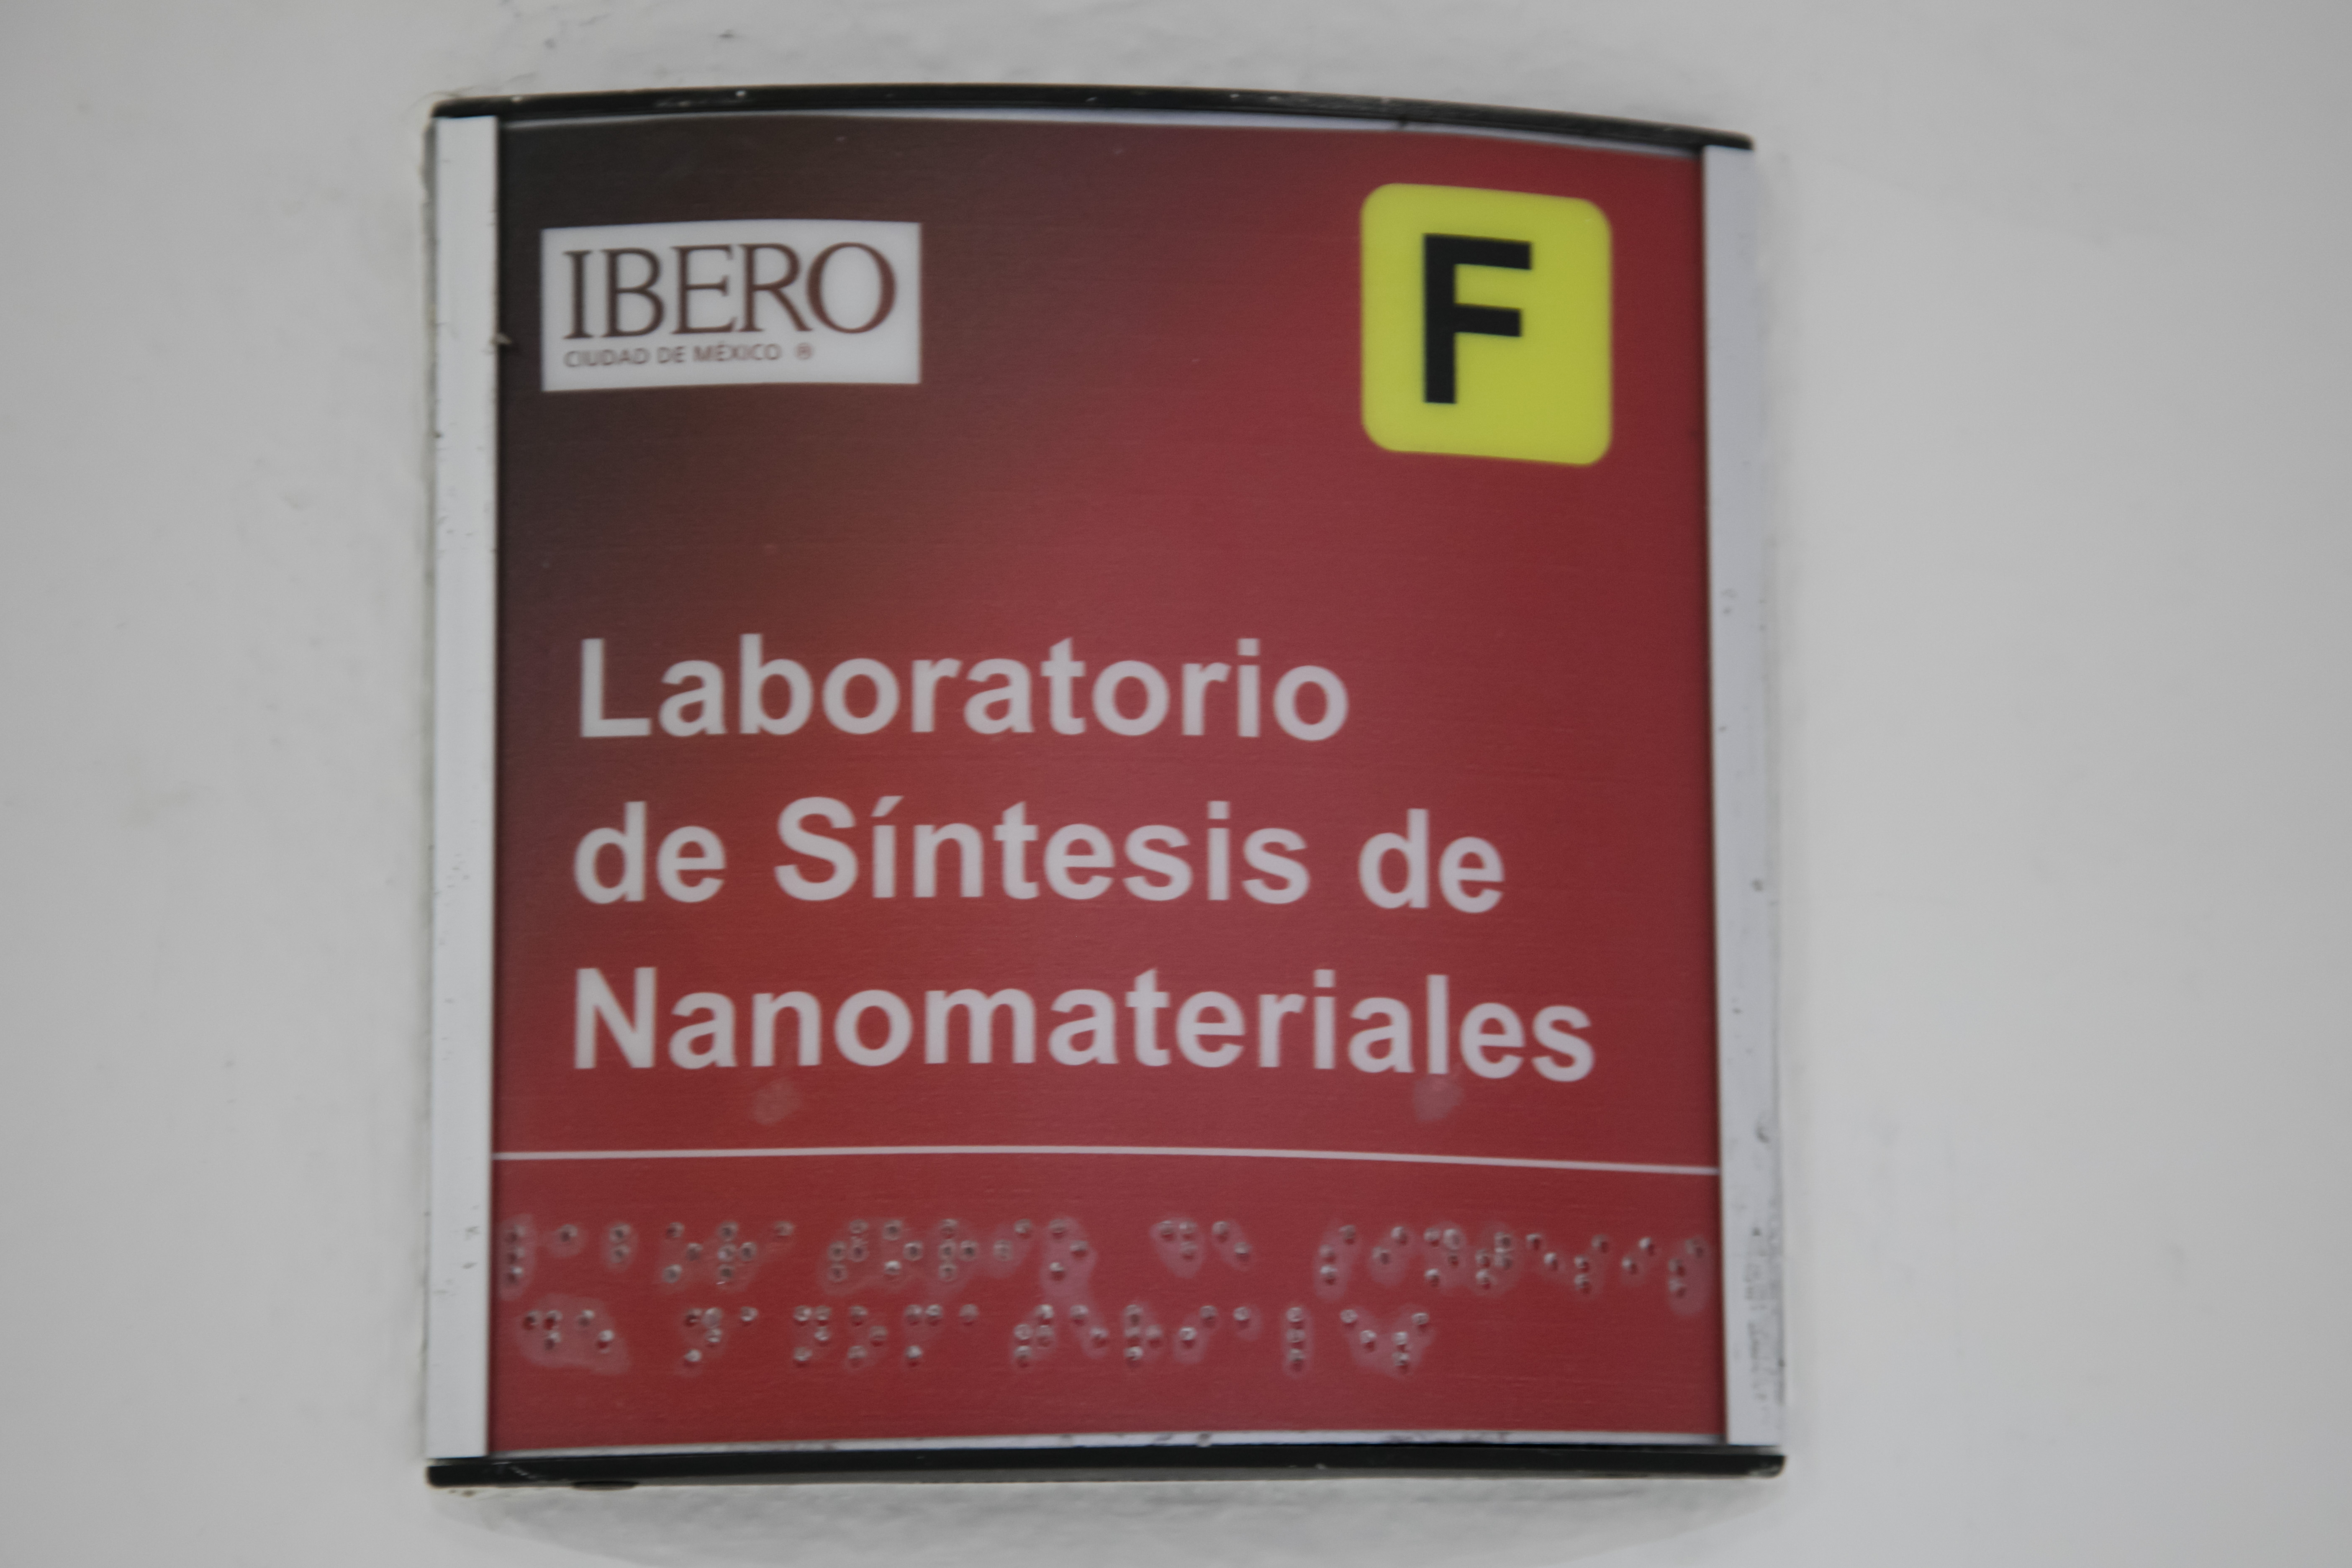 IBERO
CIUDAD DE MÉXICO ®
F
Laboratorio
de Síntesis de
Nanomateriales